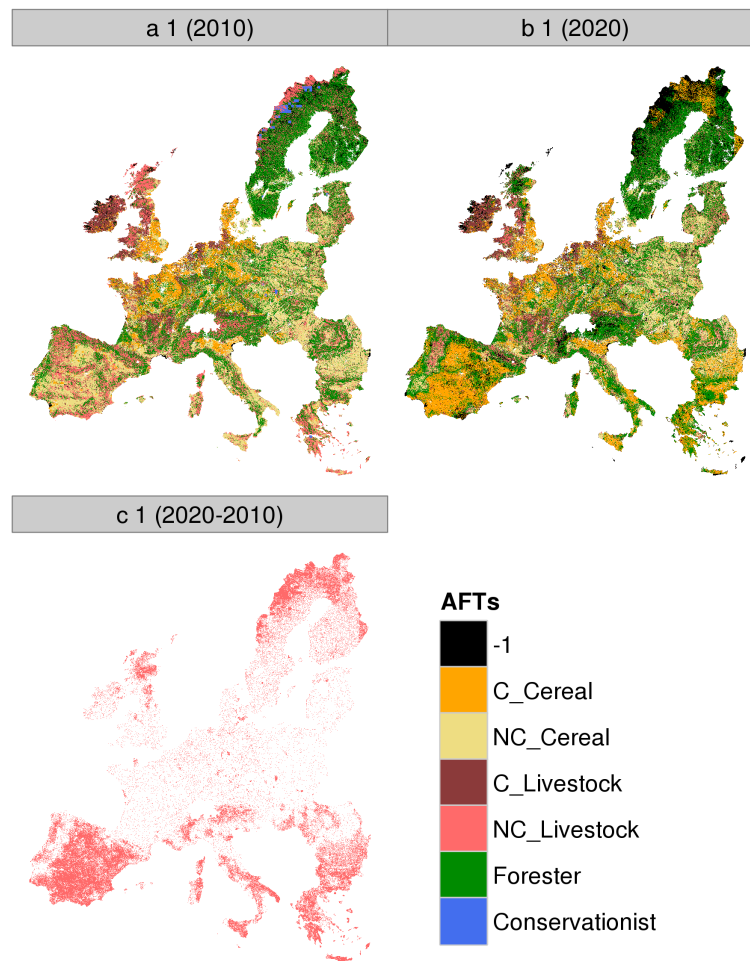 a 1 (2010)
b 1 (2020)
c 1 (2020-2010)
AFTs
-1
C_Cereal
NC_Cereal
C_Livestock
NC_Livestock
Forester
Conservationist